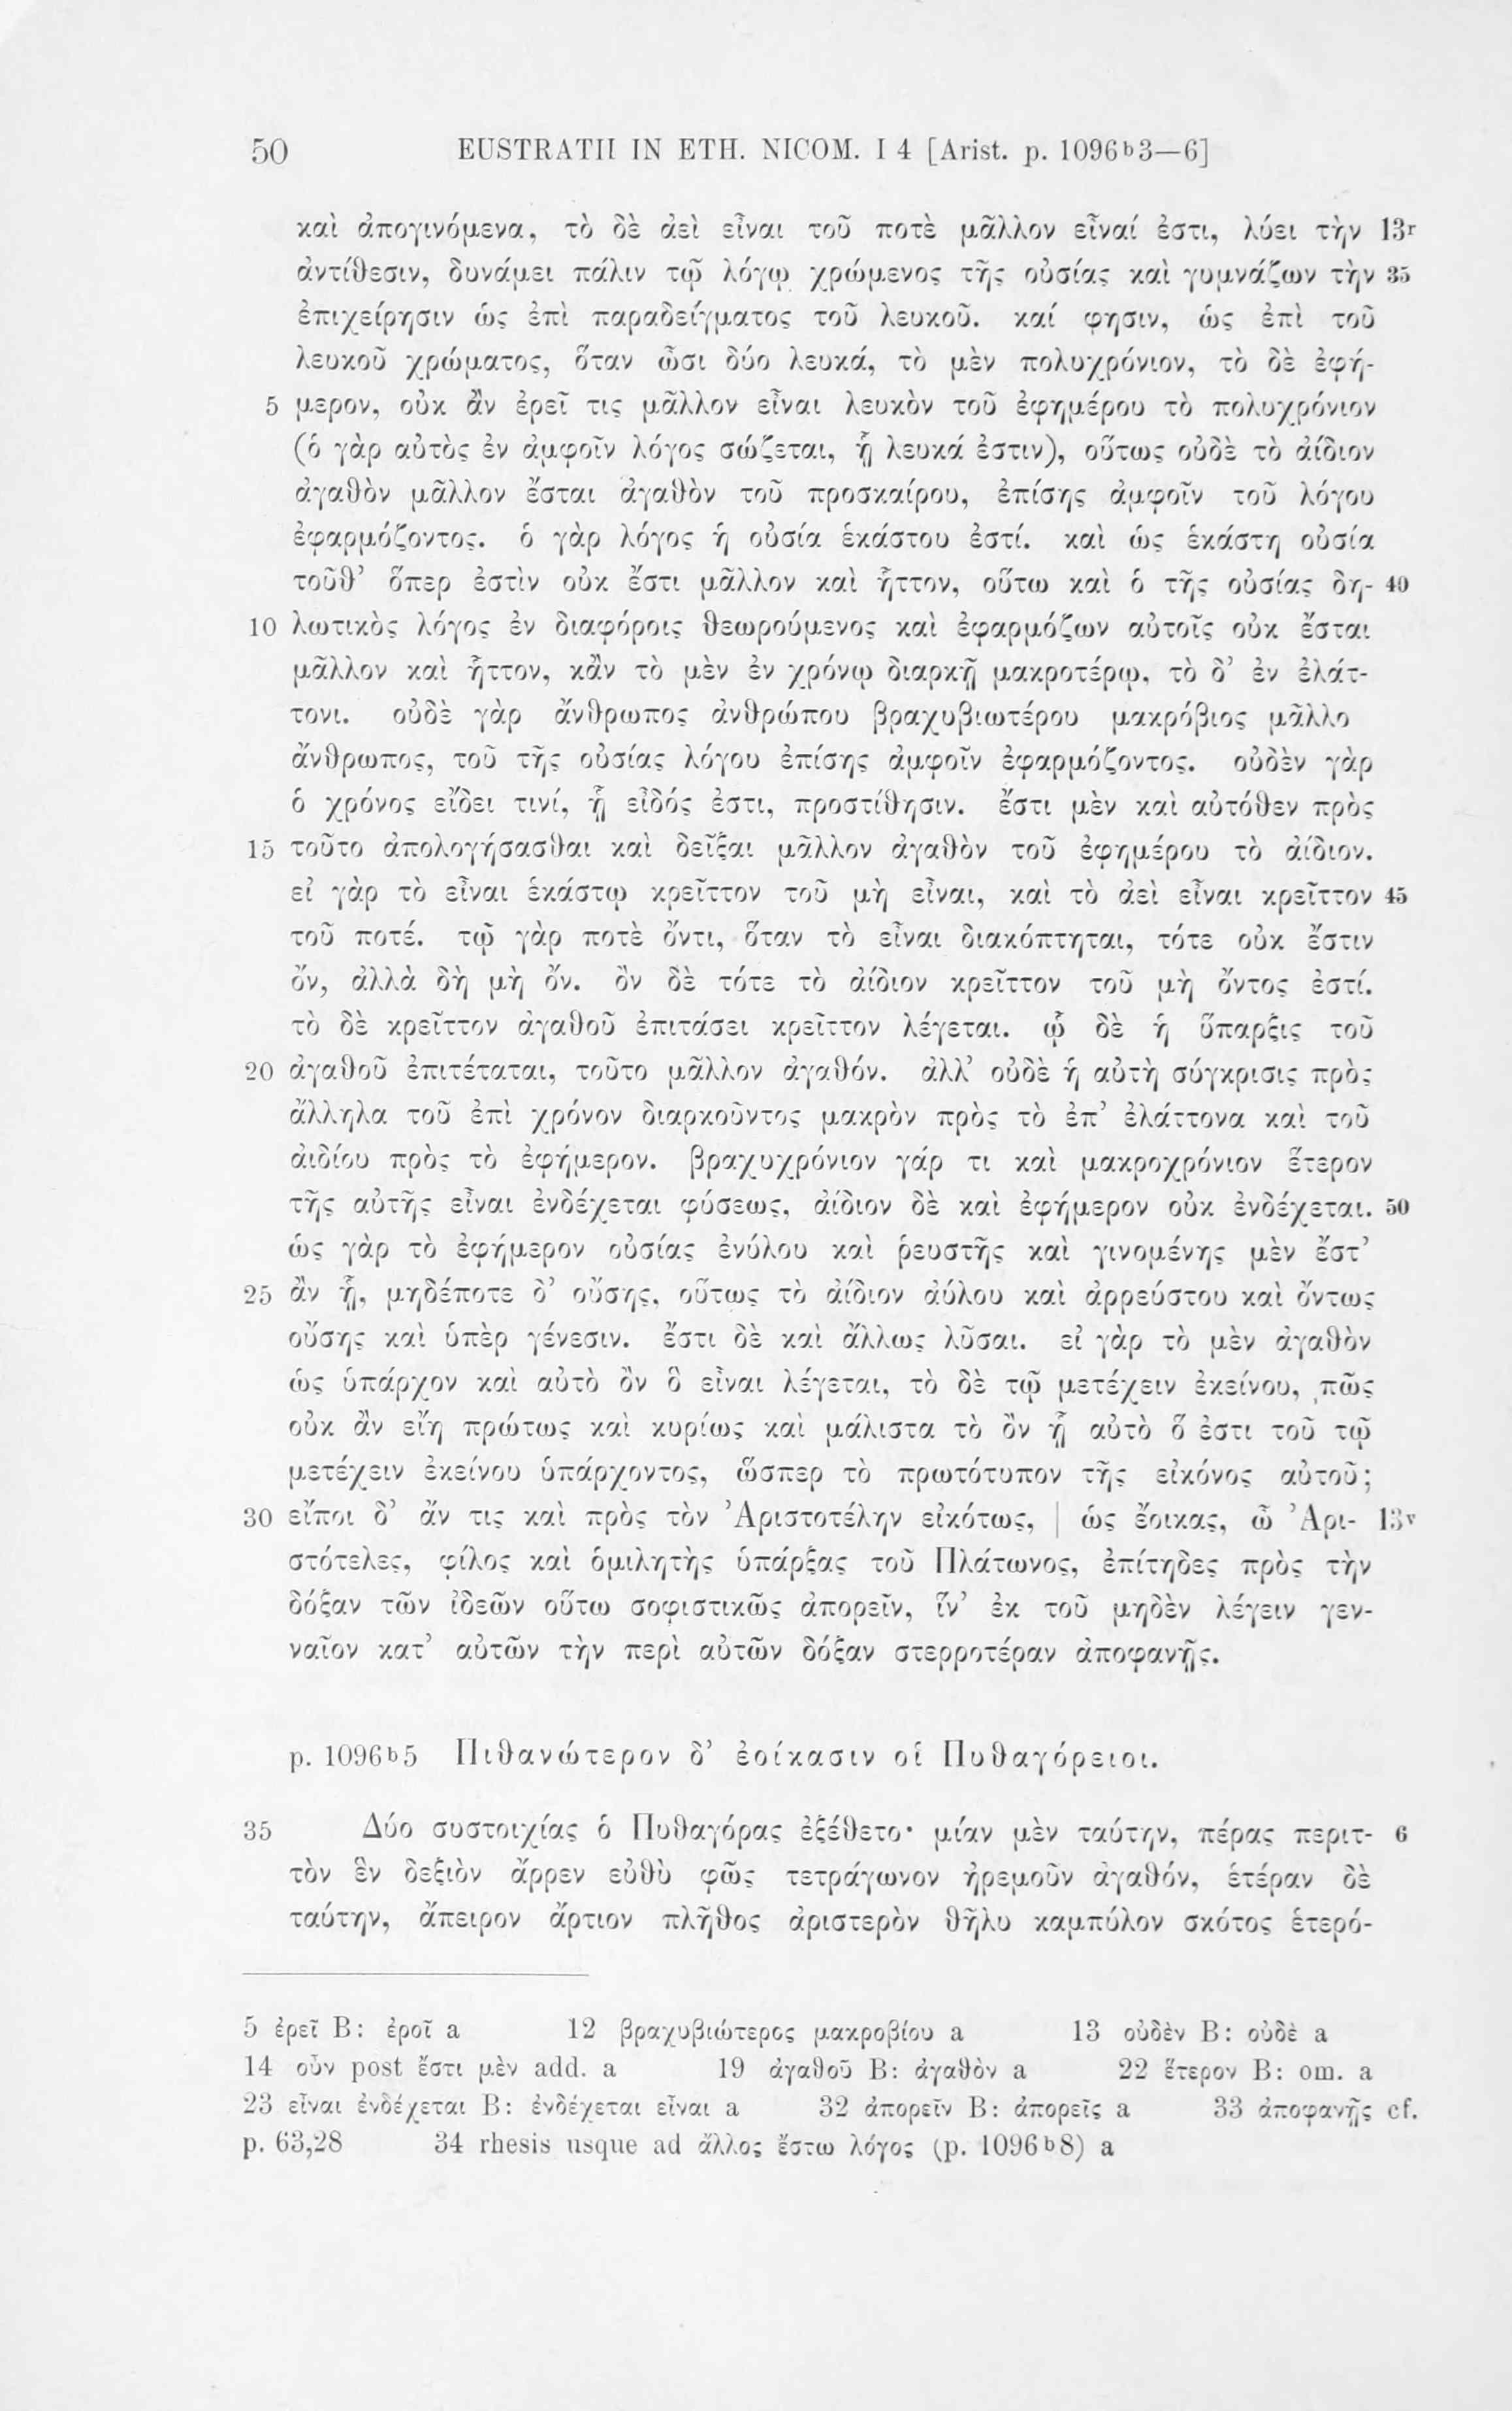 50 EUSTRATII IN ETH. NICOM. I 4 [Arist. p. 1096b3—6]
καὶ ἀπογινόμενα, τὸ δὲ ἀεὶ εἶναι τοῦ ποτὲ μᾶλλον εἶναί ἐστι, λύει τὴν 13r
ἀντίθεσιν, δυνάμει πάλιν τῷ λόγῳ χρώμενος τῆς οὐσίας καὶ γυμνάζων τὴν 35
ἐπιχείρησιν ὡς ἐπὶ παραδείγματος τοῦ λευκοῦ. καί φησιν, ὡς ἐπὶ τοῦ
λευκοῦ χρώματος, ὅταν ὦσι δύο λευκά, τὸ μὲν πολυχρόνιον, τὸ δὲ ἐφή-
5 μερον, οὐκ ἂν ἐρεῖ τις μᾶλλον εἶναι λευκὸν τοῦ ἐφημέρου τὸ πολυχρόνιον
(ὁ γὰρ αὐτὸς ἐν ἀμφοῖν λόγος σώζεται, ᾗ λευκά ἐστιν), οὕτως οὐδὲ τὸ ἀίδιον
ἀγαθὸν μᾶλλον ἔσται ἀγαθὸν τοῦ προσκαίρου, ἐπίσης ἀμφοῖν τοῦ λόγου
ἐφαρμόζοντος. ὁ γὰρ λόγος ἡ οὐσία ἑκάστου ἐστί. καὶ ὡς ἑκάστη οὐσία
τοῦθ’ ὅπερ ἐστὶν οὐκ ἔστι μᾶλλον καὶ ἧττον, οὕτω καὶ ὁ τῆς οὐσίας δη- 40
10 λωτικὸς λόγος ἐν διαφόροις θεωρούμενος καὶ ἐφαρμόζων αὐτοῖς οὐκ ἔσται
μᾶλλον καὶ ἧττον, κἂν τὸ μὲν ἐν χρόνῳ διαρκῇ μακροτέρῳ, τὸ δ’ ἐν ἐλάτ-
τονι. οὐδὲ γὰρ ἄνθρωπος ἀνθρώπου βραχυβιωτέρου μακρόβιος μᾶλλο
ἄνθρωπος, τοῦ τῆς οὐσίας λόγου ἐπίσης ἀμφοῖν ἐφαρμόζοντος. οὐδὲν γὰρ
ὁ χρόνος εἴδει τινί, ᾗ εἶδός ἐστι, προστίθησιν. ἔστι μὲν καὶ αὐτόθεν πρὸς
15 τοῦτο ἀπολογήσασθαι καὶ δεῖξαι μᾶλλον ἀγαθὸν τοῦ ἐφημέρου τὸ ἀίδιον.
εἰ γὰρ τὸ εἶναι ἑκάστῳ κρεῖττον τοῦ μὴ εἶναι, καὶ τὸ ἀεὶ εἶναι κρεῖττον 45
τοῦ ποτέ. τῷ γὰρ ποτὲ ὄντι, ὅταν τὸ εἶναι διακόπτηται, τότε οὐκ ἔστιν
ὄν, ἀλλὰ δὴ μὴ ὄν. ὂν δὲ τότε τὸ ἀίδιον κρεῖττον τοῦ μὴ ὄντος ἐστί.
τὸ δὲ κρεῖττον ἀγαθοῦ ἐπιτάσει κρεῖττον λέγεται. ᾧ δὲ ἡ ὕπαρξις τοῦ
20 ἀγαθοῦ ἐπιτέταται, τοῦτο μᾶλλον ἀγαθόν. ἀλλ’ οὐδὲ ἡ αὐτὴ σύγκρισις πρὸς
ἄλληλα τοῦ ἐπὶ χρόνον διαρκοῦντος μακρὸν πρὸς τὸ ἐπ’ ἐλάττονα καὶ τοῦ
ἀιδίου πρὸς τὸ ἐφήμερον. βραχυχρόνιον γάρ τι καὶ μακροχρόνιον ἕτερον
τῆς αὐτῆς εἶναι ἐνδέχεται φύσεως, ἀίδιον δὲ καὶ ἐφήμερον οὐκ ἐνδέχεται. 50
ὡς γὰρ τὸ ἐφήμερον οὐσίας ἐνύλου καὶ ῥευστῆς καὶ γινομένης μὲν ἔστ’
25 ἂν ᾖ, μηδέποτε δ’ οὔσης, οὕτως τὸ ἀίδιον ἀύλου καὶ ἀρρεύστου καὶ ὄντως
οὔσης καὶ ὑπὲρ γένεσιν. ἔστι δὲ καὶ ἄλλως λῦσαι. εἰ γὰρ τὸ μὲν ἀγαθὸν
ὡς ὑπάρχον καὶ αὐτὸ ὂν ὃ εἶναι λέγεται, τὸ δὲ τῷ μετέχειν ἐκείνου, πῶς
οὐκ ἂν εἴη πρώτως καὶ κυρίως καὶ μάλιστα τὸ ὂν ᾗ αὐτὸ ὅ ἐστι τοῦ τῷ
μετέχειν ἐκείνου ὑπάρχοντος, ὥσπερ τὸ πρωτότυπον τῆς εἰκόνος αὐτοῦ;
30 εἴποι δ’ ἄν τις καὶ πρὸς τὸν Ἀριστοτέλην εἰκότως, | ὡς ἔοικας, ὦ Ἀρι- 13v
στότελες, φίλος καὶ ὁμιλητὴς ὑπάρξας τοῦ Πλάτωνος, ἐπίτηδες πρὸς τὴν
δόξαν τῶν ἰδεῶν οὕτω σοφιστικῶς ἀπορεῖν, ἵν’ ἐκ τοῦ μηδὲν λέγειν γεν-
ναῖον κατ’ αὐτῶν τὴν περὶ αὐτῶν δόξαν στερροτέραν ἀποφανῇς.
p. 1096b5 Πιθανώτερον δ’ ἐοίκασιν οἱ Πυθαγόρειοι.
35 Δύο συστοιχίας ὁ Πυθαγόρας ἐξέθετο· μίαν μὲν ταύτην, πέρας περιτ- 6
τὸν ἓν δεξιὸν ἄρρεν εὐθὺ φῶς τετράγωνον ἠρεμοῦν ἀγαθόν, ἑτέραν δὲ
ταύτην, ἄπειρον ἄρτιον πλῆθος ἀριστερὸν θῆλυ καμπύλον σκότος ἑτερό-
5 ἐρεῖ B: ἐροῖ a 12 βραχυβιώτερος μακροβίου a 13 οὐδὲν B: οὐδὲ a
14 οὖν post ἔστι μὲν add. a 19 ἀγαθοῦ B: ἀγαθὸν a 22 ἕτερον B: om. a
23 εἶναι ἐνδέχεται B: ἐνδέχεται εἶναι a 32 ἀπορεῖν B: ἀπορεῖς a 33 ἀποφανῇς cf.
p. 63,28 34 rhesis usque ad ἄλλος ἔστω λόγος (p. 1096b8) a